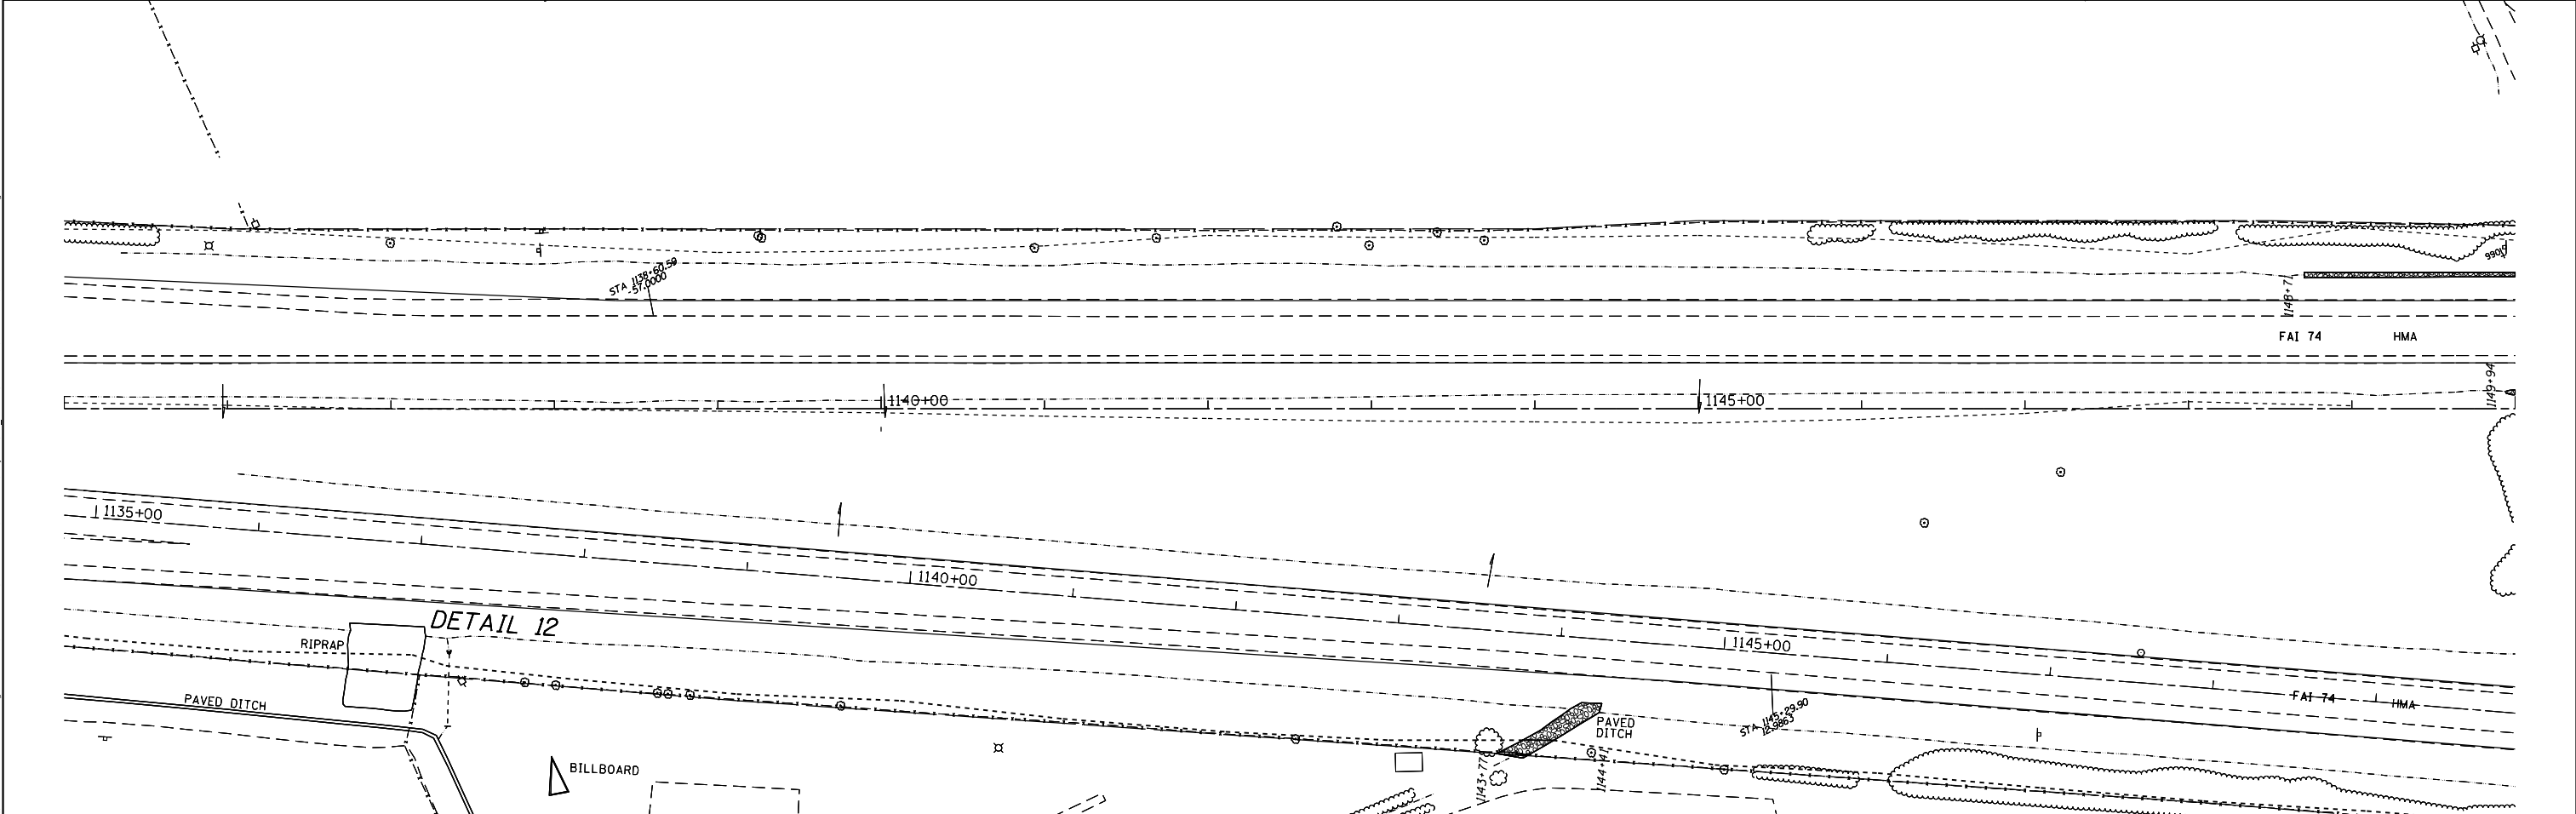 STA 1138+60.59
-57.0000
1148+71
FAI 74
HMA
1149+94
1140+00
1145+00
1135+00
1140+00
DETAIL 12
RIPRAP
1145+00
PAVED DITCH
FAI 74
HMA
STA 1145+29.90
12.9863
PAVED
DITCH
1143+77
1144+41
BILLBOARD